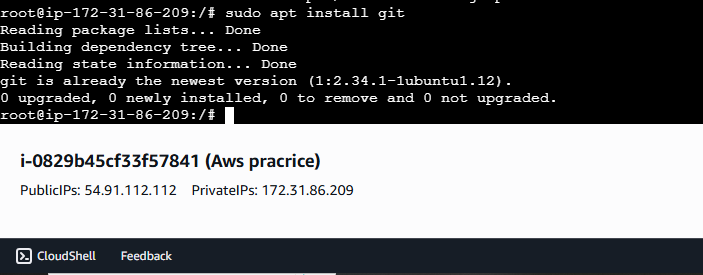 root@ip-172-31-86-209:/# sudo apt install git
Reading package lists... Done
Building dependency tree... Done
Reading state information... Done
git is already the newest version (1:2.34.1-1ubuntu1.12).
0 upgraded, 0 newly installed, 0 to remove and 0 not upgraded.
root@ip-172-31-86-209:/#
i-0829b45cf33f57841 (Aws pracrice)
PublicIPs: 54.91.112.112 PrivateIPs: 172.31.86.209
CloudShell Feedback